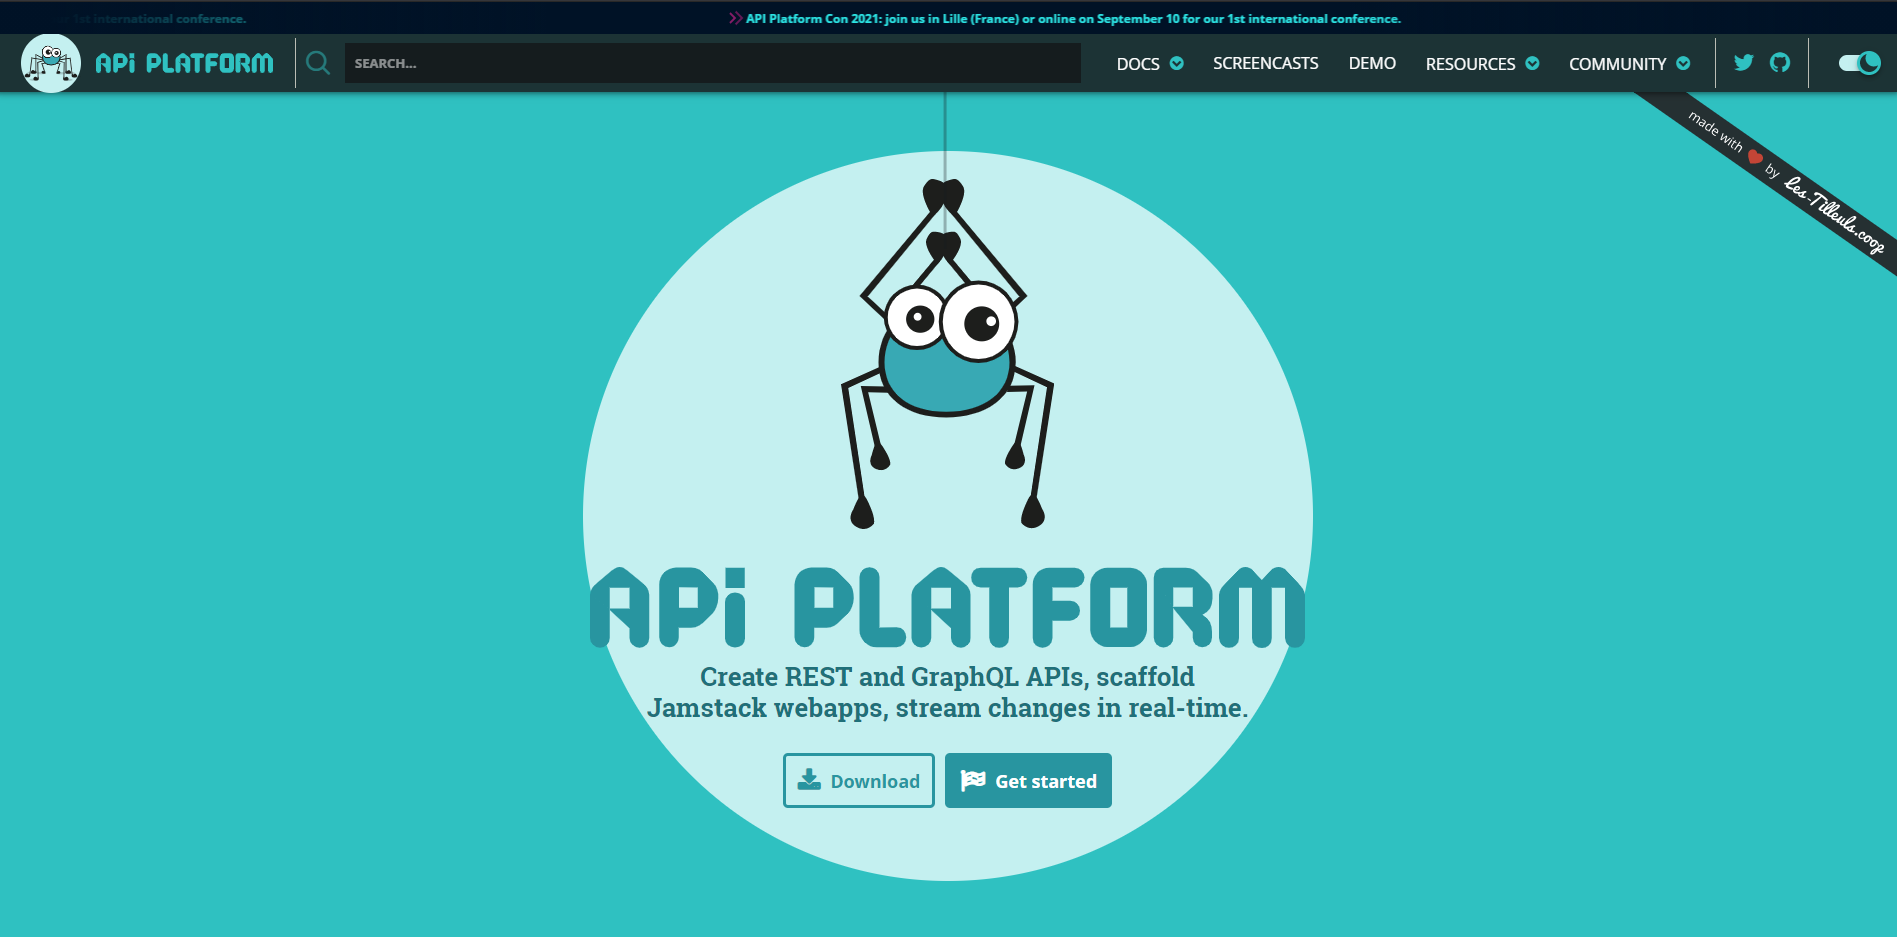 1st international conference.
API Platform Con 2021: join us in Lille (France) or online on September 10 for our 1st international conference.
API PLATFORM
SEARCH...
DOCS
SCREENCASTS
DEMO
RESOURCES
COMMUNITY
made with ❤ by Les-Tilleuls.coop
API PLATFORM
Create REST and GraphQL APIs, scaffold
Jamstack webapps, stream changes in real-time.
Download
Get started